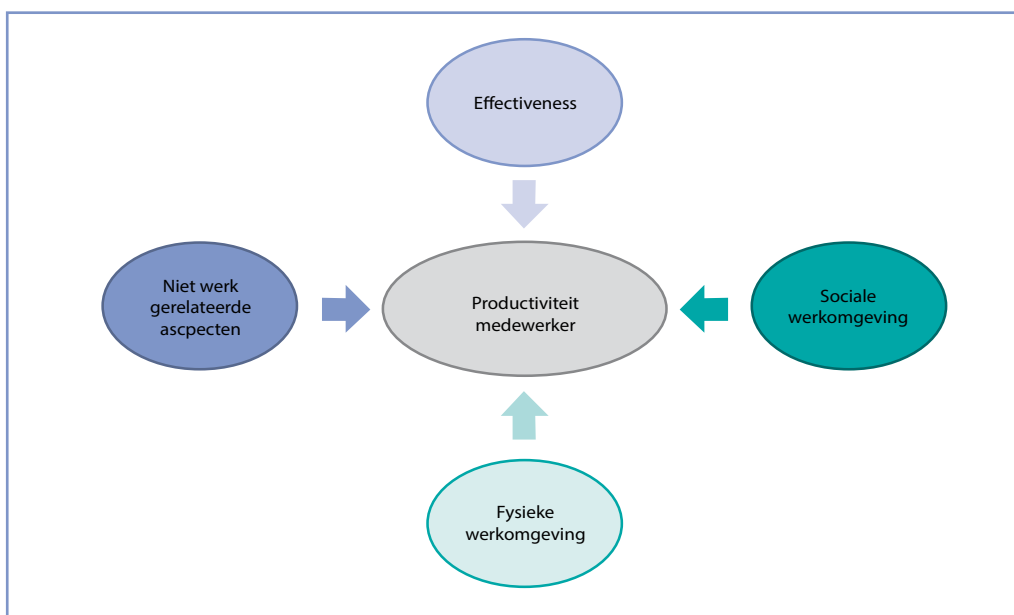 Effectiveness
Niet werk
gerelateerde
ascpecten
Productiviteit
medewerker
Sociale
werkomgeving
Fysieke
werkomgeving